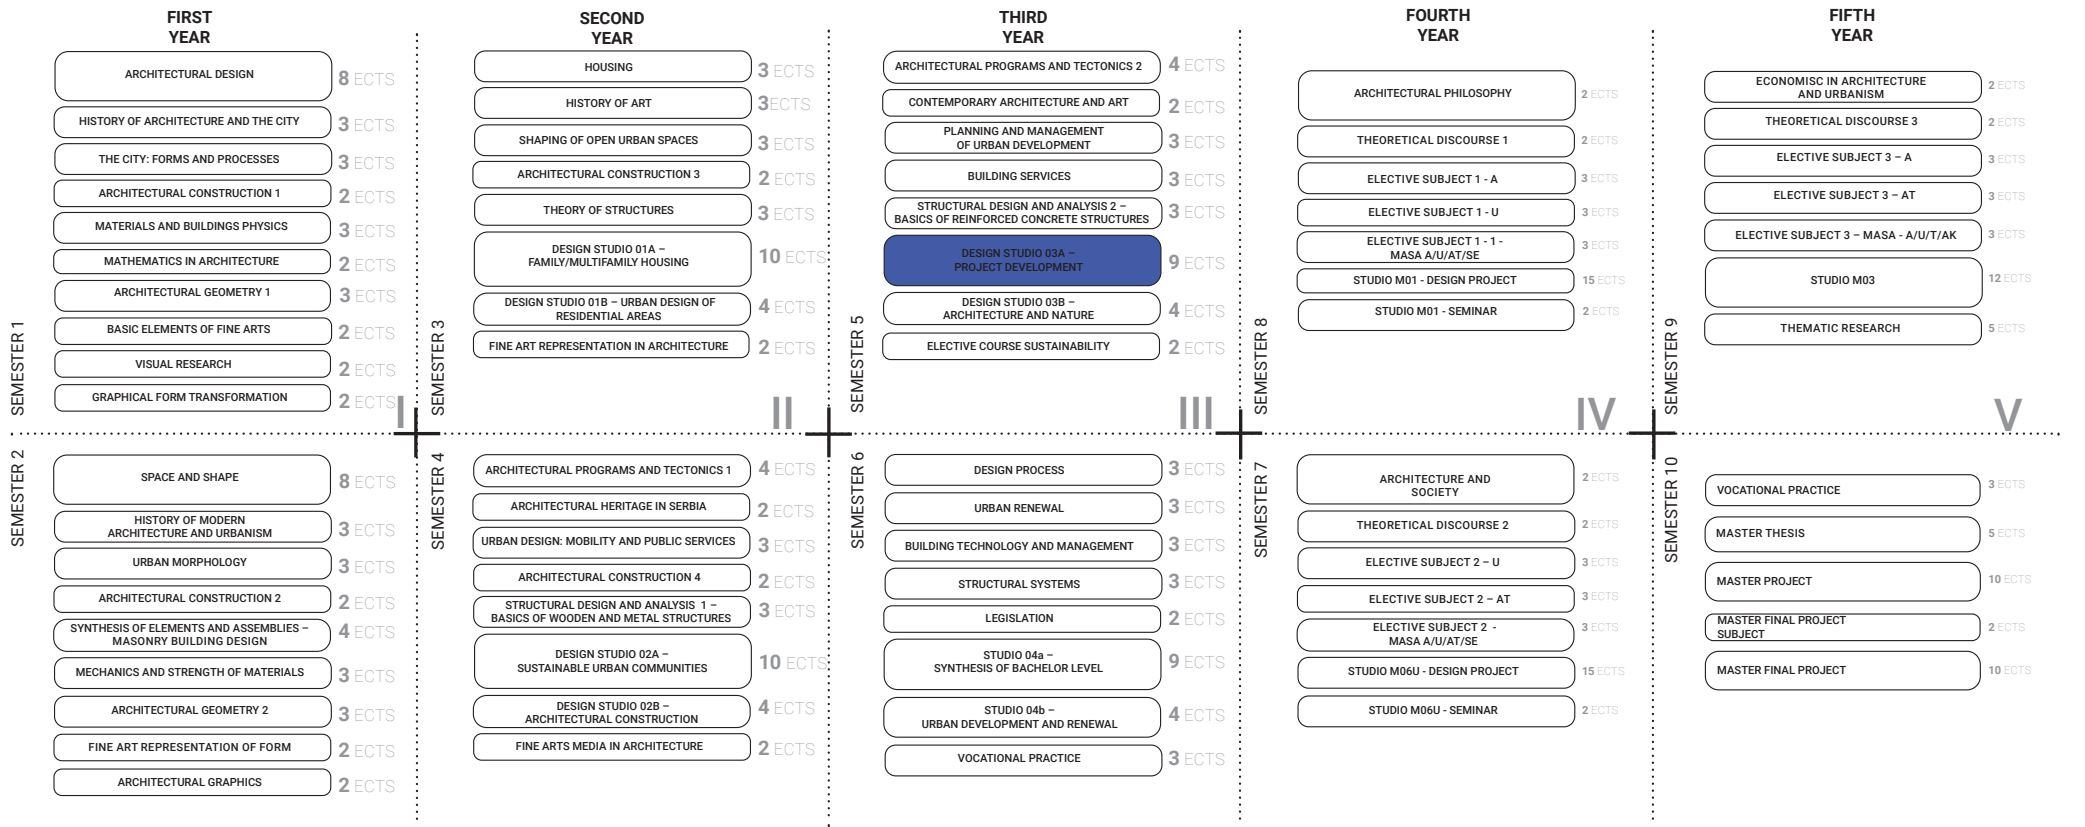 FIRST
YEAR
ARCHITECTURAL DESIGN
8 ECTS
HISTORY OF ARCHITECTURE AND THE CITY
3 ECTS
THE CITY: FORMS AND PROCESSES
3 ECTS
ARCHITECTURAL CONSTRUCTION 1
2 ECTS
MATERIALS AND BUILDINGS PHYSICS
3 ECTS
MATHEMATICS IN ARCHITECTURE
2 ECTS
ARCHITECTURAL GEOMETRY 1
3 ECTS
BASIC ELEMENTS OF FINE ARTS
2 ECTS
VISUAL RESEARCH
2 ECTS
GRAPHICAL FORM TRANSFORMATION
2 ECTS
SEMESTER 1
I
SEMESTER 2
SPACE AND SHAPE
8 ECTS
HISTORY OF MODERN
ARCHITECTURE AND URBANISM
3 ECTS
URBAN MORPHOLOGY
3 ECTS
ARCHITECTURAL CONSTRUCTION 2
2 ECTS
SYNTHESIS OF ELEMENTS AND ASSEMBLIES –
MASONRY BUILDING DESIGN
4 ECTS
MECHANICS AND STRENGTH OF MATERIALS
3 ECTS
ARCHITECTURAL GEOMETRY 2
3 ECTS
FINE ART REPRESENTATION OF FORM
2 ECTS
ARCHITECTURAL GRAPHICS
2 ECTS
SECOND
YEAR
HOUSING
3 ECTS
HISTORY OF ART
3ECTS
SHAPING OF OPEN URBAN SPACES
3 ECTS
ARCHITECTURAL CONSTRUCTION 3
2 ECTS
THEORY OF STRUCTURES
3 ECTS
DESIGN STUDIO 01A –
FAMILY/MULTIFAMILY HOUSING
10 ECTS
DESIGN STUDIO 01B – URBAN DESIGN OF
RESIDENTIAL AREAS
4 ECTS
FINE ART REPRESENTATION IN ARCHITECTURE
2 ECTS
SEMESTER 3
II
SEMESTER 4
ARCHITECTURAL PROGRAMS AND TECTONICS 1
4 ECTS
ARCHITECTURAL HERITAGE IN SERBIA
2 ECTS
URBAN DESIGN: MOBILITY AND PUBLIC SERVICES
3 ECTS
ARCHITECTURAL CONSTRUCTION 4
2 ECTS
STRUCTURAL DESIGN AND ANALYSIS 1 –
BASICS OF WOODEN AND METAL STRUCTURES
3 ECTS
DESIGN STUDIO 02A –
SUSTAINABLE URBAN COMMUNITIES
10 ECTS
DESIGN STUDIO 02B –
ARCHITECTURAL CONSTRUCTION
4 ECTS
FINE ARTS MEDIA IN ARCHITECTURE
2 ECTS
THIRD
YEAR
ARCHITECTURAL PROGRAMS AND TECTONICS 2
4 ECTS
CONTEMPORARY ARCHITECTURE AND ART
2 ECTS
PLANNING AND MANAGEMENT
OF URBAN DEVELOPMENT
3 ECTS
BUILDING SERVICES
3 ECTS
STRUCTURAL DESIGN AND ANALYSIS 2 –
BASICS OF REINFORCED CONCRETE STRUCTURES
3 ECTS
DESIGN STUDIO 03A –
PROJECT DEVELOPMENT
9 ECTS
DESIGN STUDIO 03B –
ARCHITECTURE AND NATURE
4 ECTS
ELECTIVE COURSE SUSTAINABILITY
2 ECTS
SEMESTER 5
III
SEMESTER 6
DESIGN PROCESS
3 ECTS
URBAN RENEWAL
3 ECTS
BUILDING TECHNOLOGY AND MANAGEMENT
3 ECTS
STRUCTURAL SYSTEMS
3 ECTS
LEGISLATION
2 ECTS
STUDIO 04a –
SYNTHESIS OF BACHELOR LEVEL
9 ECTS
STUDIO 04b –
URBAN DEVELOPMENT AND RENEWAL
4 ECTS
VOCATIONAL PRACTICE
3 ECTS
FOURTH
YEAR
ARCHITECTURAL PHILOSOPHY
2 ECTS
THEORETICAL DISCOURSE 1
2 ECTS
ELECTIVE SUBJECT 1 - A
3 ECTS
ELECTIVE SUBJECT 1 - U
3 ECTS
ELECTIVE SUBJECT 1 - 1 -
MASA A/U/AT/SE
3 ECTS
STUDIO M01 - DESIGN PROJECT
15 ECTS
STUDIO M01 - SEMINAR
2 ECTS
SEMESTER 8
IV
SEMESTER 7
ARCHITECTURE AND
SOCIETY
2 ECTS
THEORETICAL DISCOURSE 2
2 ECTS
ELECTIVE SUBJECT 2 – U
3 ECTS
ELECTIVE SUBJECT 2 – AT
3 ECTS
ELECTIVE SUBJECT 2 -
MASA A/U/AT/SE
3 ECTS
STUDIO M06U - DESIGN PROJECT
15 ECTS
STUDIO M06U - SEMINAR
2 ECTS
FIFTH
YEAR
ECONOMISC IN ARCHITECTURE
AND URBANISM
2 ECTS
THEORETICAL DISCOURSE 3
2 ECTS
ELECTIVE SUBJECT 3 – A
3 ECTS
ELECTIVE SUBJECT 3 – AT
3 ECTS
ELECTIVE SUBJECT 3 – MASA - A/U/T/AK
3 ECTS
STUDIO M03
12 ECTS
THEMATIC RESEARCH
5 ECTS
SEMESTER 9
V
SEMESTER 10
VOCATIONAL PRACTICE
3 ECTS
MASTER THESIS
5 ECTS
MASTER PROJECT
10 ECTS
MASTER FINAL PROJECT
SUBJECT
2 ECTS
MASTER FINAL PROJECT
10 ECTS